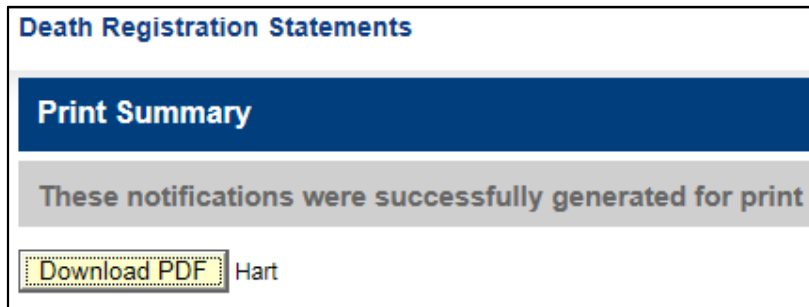 Death Registration Statements
Print Summary
These notifications were successfully generated for print
Download PDF Hart